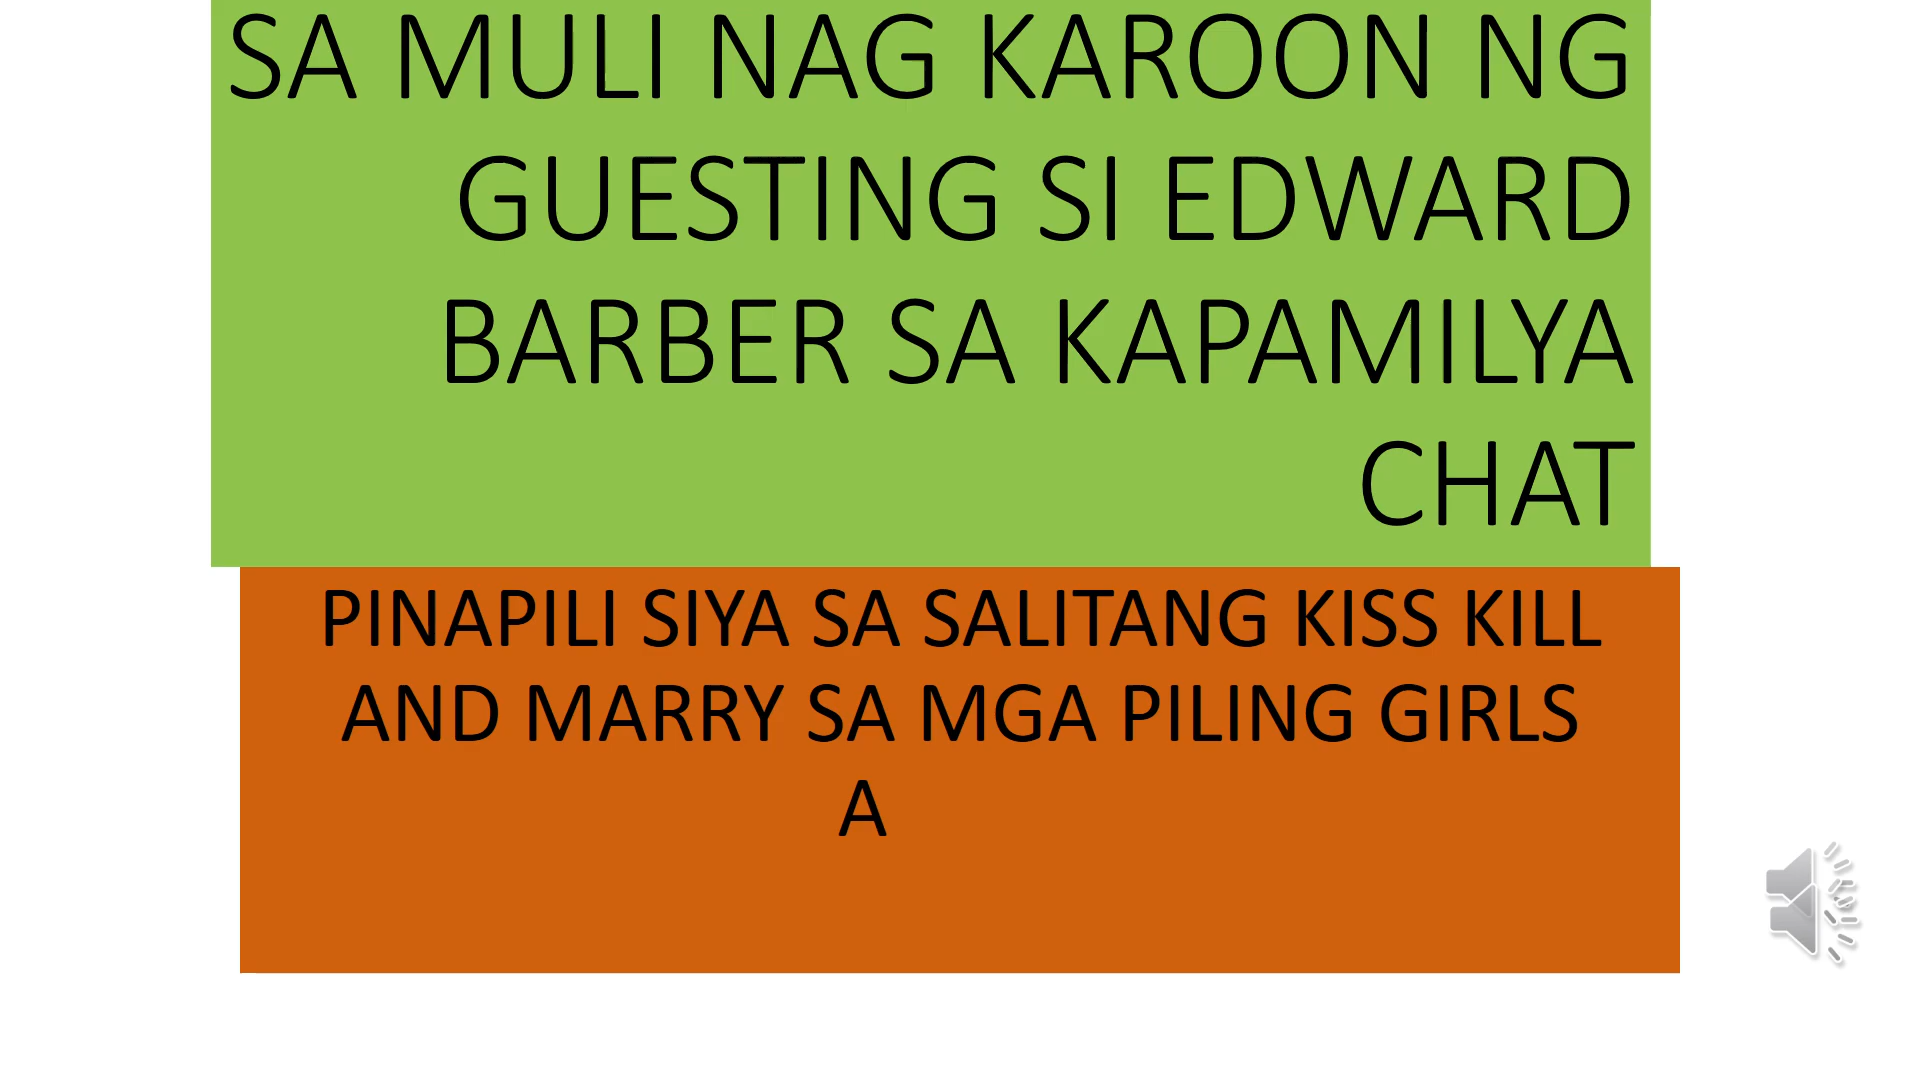 SA MULI NAG KAROON NG
GUESTING SI EDWARD
BARBER SA KAPAMILYA
CHAT
PINAPILI SIYA SA SALITANG KISS KILL
AND MARRY SA MGA PILING GIRLS
A